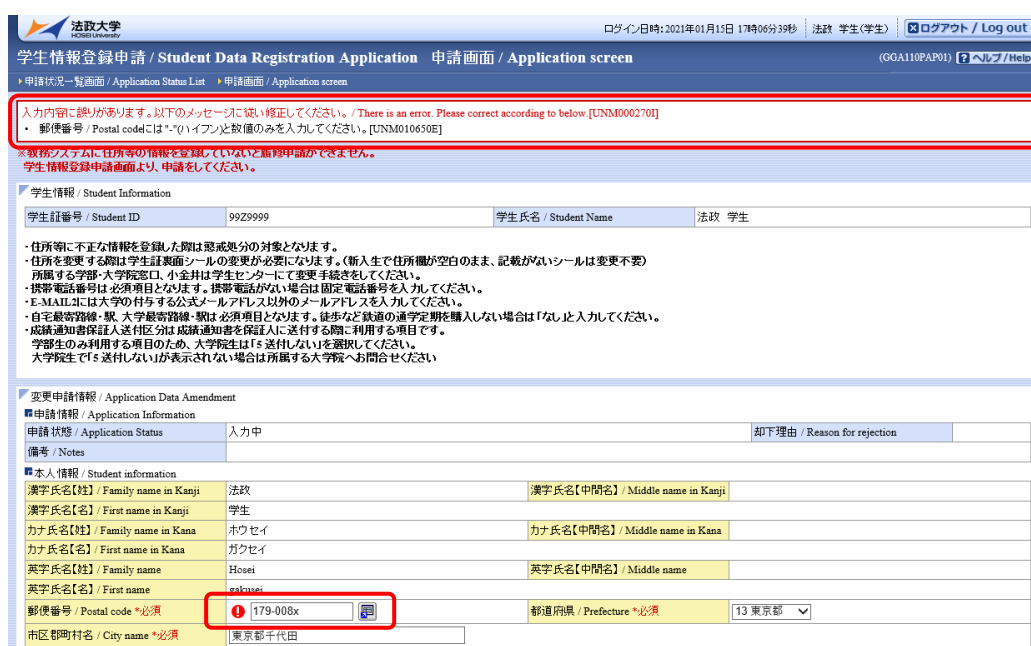 法政大学
HOSEI University
ログイン日時:2021年01月15日 17時06分39秒 法政 学生(学生) ログアウト / Log out
学生情報登録申請 / Student Data Registration Application 申請画面 / Application screen (GGA110PAP01) ヘルプ/Help
申請状況一覧画面 / Application Status List 申請画面 / Application screen
入力内容に誤りがあります。以下のメッセージに従い修正してください。 / There is an error. Please correct according to below.[UNM000270I]
・ 郵便番号 / Postal codeには"-"(ハイフン)と数値のみを入力してください。[UNM010650E]
※教務システムに住所等の情報を登録していないと履修申請ができません。
学生情報登録申請画面より、申請をしてください。
学生情報 / Student Information
学生証番号 / Student ID 99Z9999 学生氏名 / Student Name 法政 学生
・住所等に不正な情報を登録した際は懲戒処分の対象となります。
・住所を変更する際は学生証裏面シールの変更が必要になります。(新入生で住所欄が空白のまま、記載がないシールは変更不要)
所属する学部・大学院窓口、小金井は学生センターにて変更手続きをしてください。
・携帯電話番号は必須項目となります。携帯電話がない場合は固定電話番号を入力してください。
・E-MAIL2には大学の付与する公式メールアドレス以外のメールアドレスを入力してください。
・自宅最寄路線・駅、大学最寄路線・駅は必須項目となります。徒歩など鉄道の通学定期を購入しない場合は「なし」と入力してください。
・成績通知書保証人送付区分は成績通知書を保証人に送付する際に利用する項目です。
学部生のみ利用する項目のため、大学院生は「5 送付しない」を選択してください。
大学院生で「5 送付しない」が表示されない場合は所属する大学院へお問合せください
変更申請情報 / Application Data Amendment
申請情報 / Application Information
申請状態 / Application Status 入力中 却下理由 / Reason for rejection
備考 / Notes
本人情報 / Student information
漢字氏名【姓】 / Family name in Kanji 法政 漢字氏名【中間名】 / Middle name in Kanji
漢字氏名【名】 / First name in Kanji 学生
カナ氏名【姓】 / Family name in Kana ホウセイ カナ氏名【中間名】 / Middle name in Kana
カナ氏名【名】 / First name in Kana ガクセイ
英字氏名【姓】 / Family name Hosei 英字氏名【中間名】 / Middle name
英字氏名【名】 / First name gakusei
郵便番号 / Postal code *必須 179-008x 都道府県 / Prefecture *必須 13 東京都
市区郡町村名 / City name *必須 東京都千代田